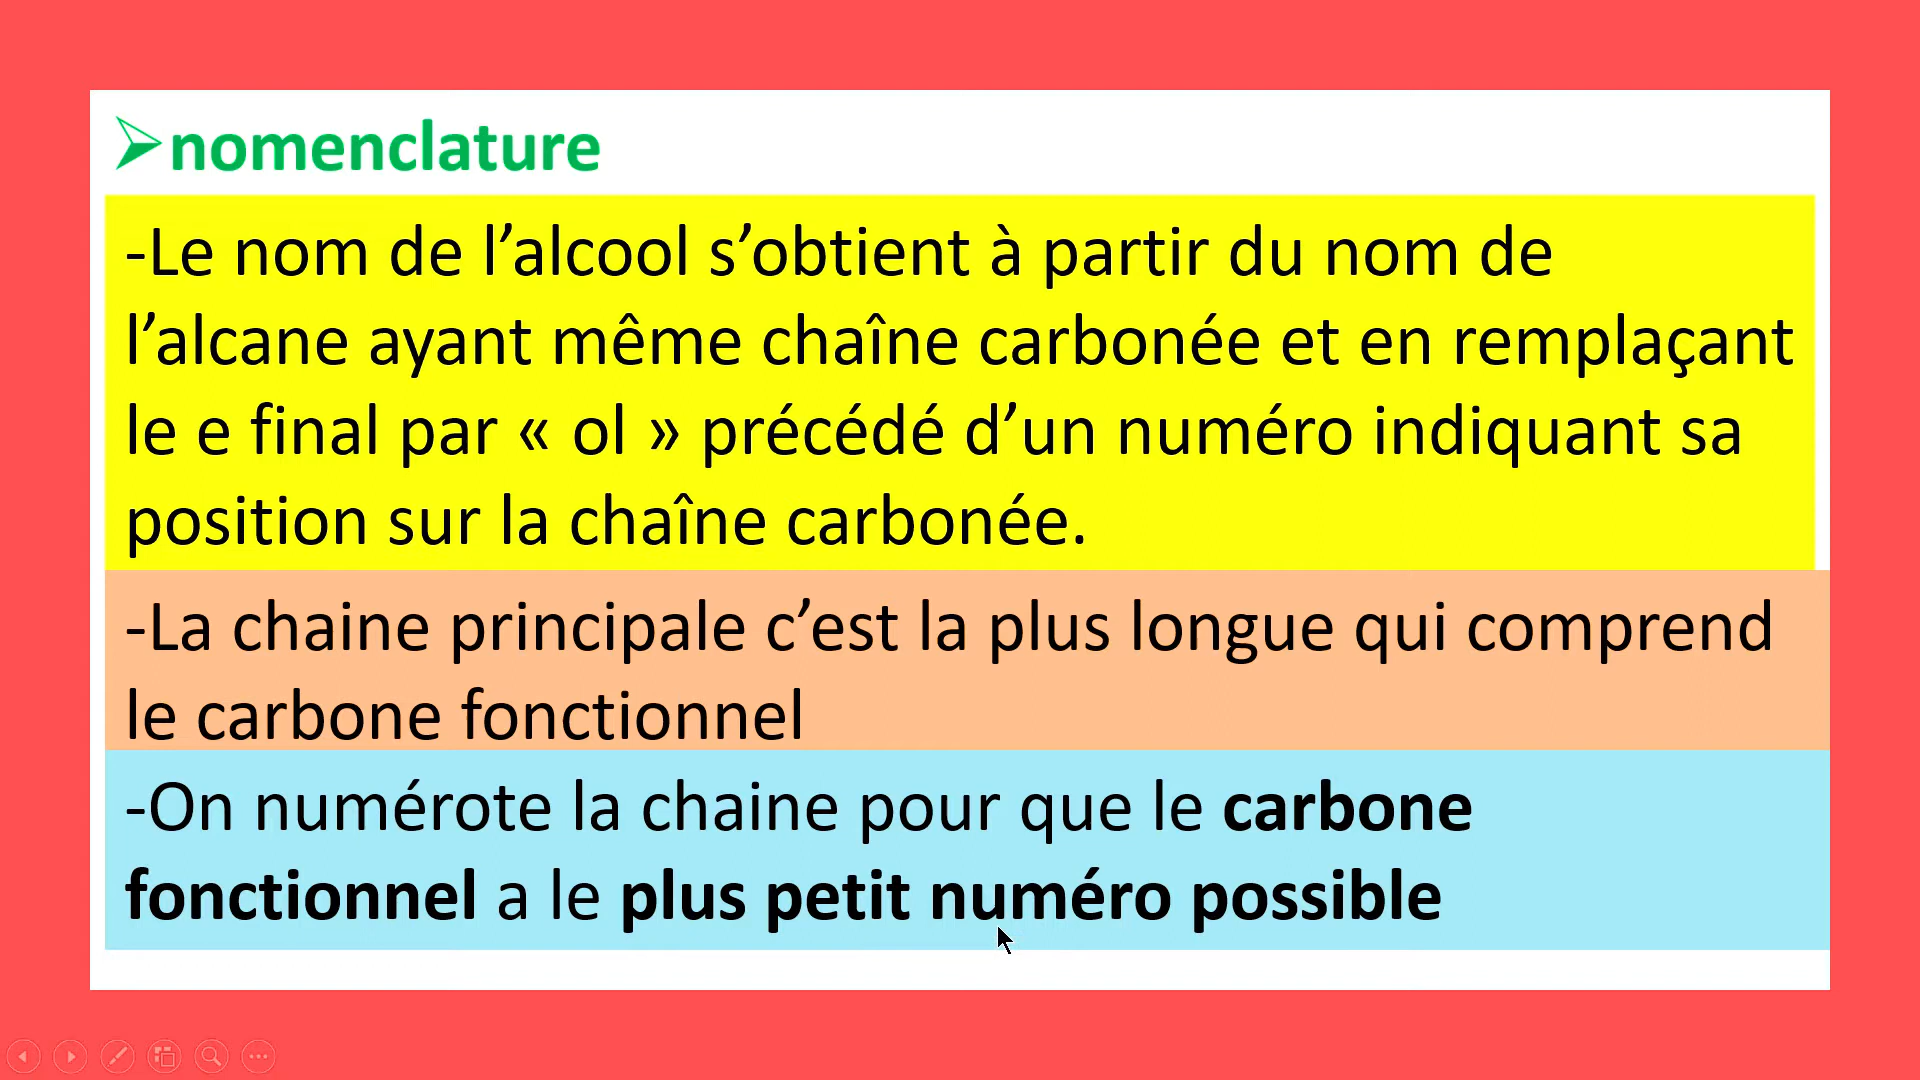 nomenclature
-Le nom de l’alcool s’obtient à partir du nom de
l’alcane ayant même chaîne carbonée et en remplaçant
le e final par « ol » précédé d’un numéro indiquant sa
position sur la chaîne carbonée.
-La chaine principale c’est la plus longue qui comprend
le carbone fonctionnel
-On numérote la chaine pour que le carbone
fonctionnel a le plus petit numéro possible